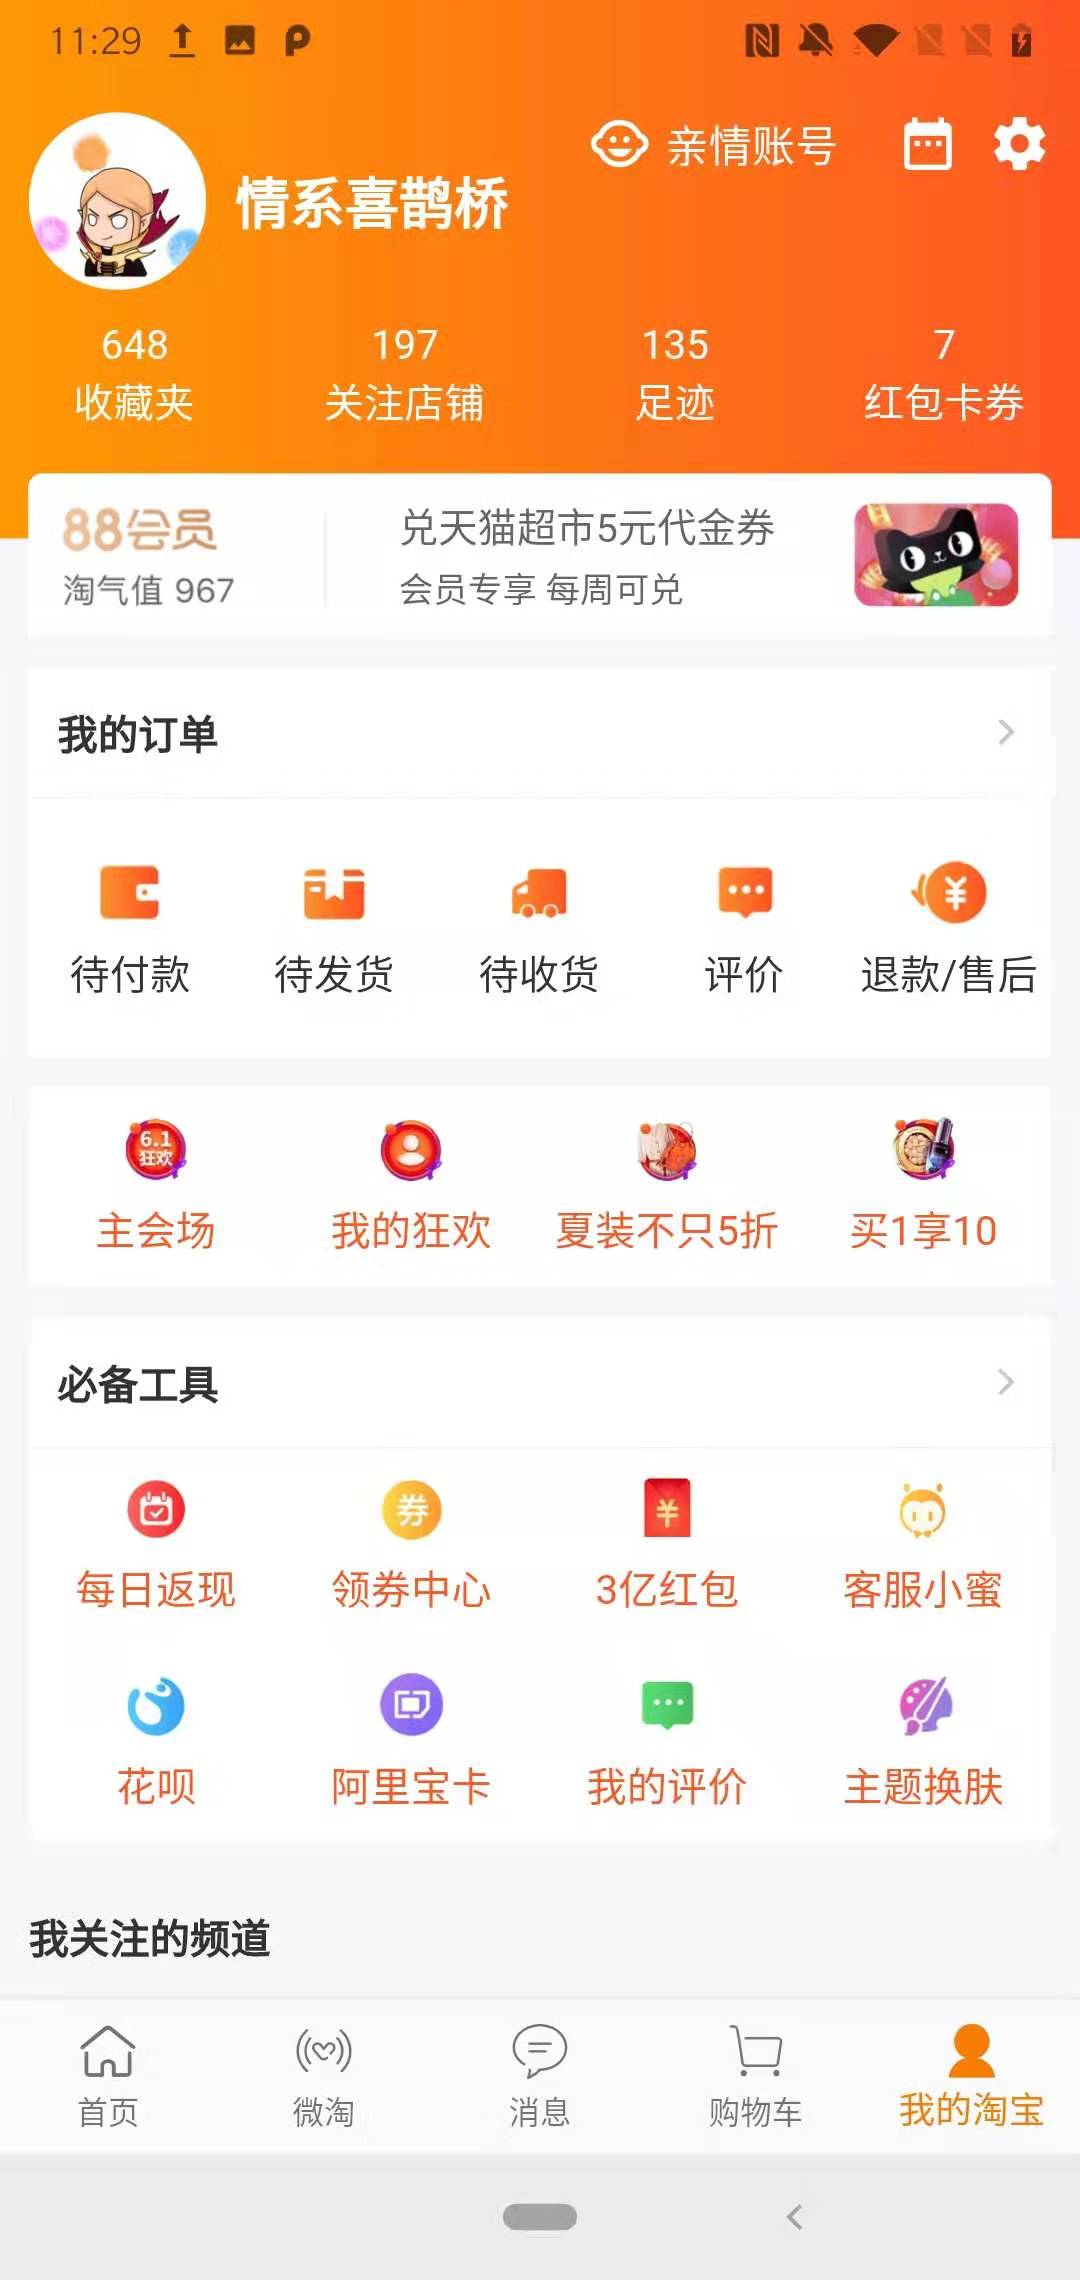 11:29
亲情账号
情系喜鹊桥
648 197 135 7
收藏夹 关注店铺 足迹 红包卡券
88会员 兑天猫超市5元代金券
淘气值 967 会员专享 每周可兑
我的订单
待付款 待发货 待收货 评价 退款/售后
6.1
狂欢
主会场 我的狂欢 夏装不只5折 买1享10
必备工具
券 ¥
每日返现 领券中心 3亿红包 客服小蜜
花呗 阿里宝卡 我的评价 主题换肤
我关注的频道
首页 微淘 消息 购物车 我的淘宝